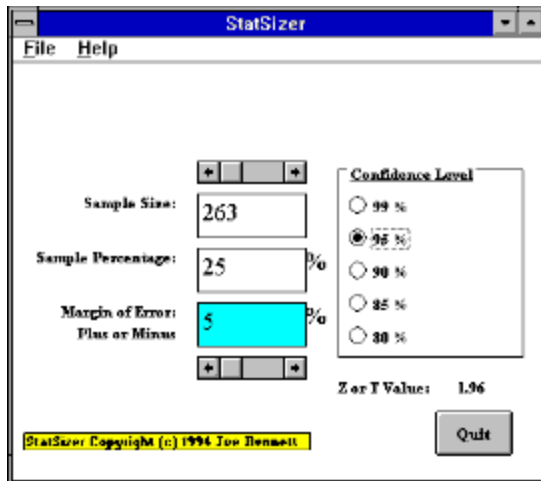 StatSizer
File Help
Sample Size: 263
Sample Percentage: 25 %
Margin of Error: 5 %
Plus or Minus
Confidence Level
99 %
95 %
90 %
85 %
80 %
Z or T Value: 1.96
Quit
StatSizer Copyright (c) 1994 Joe Bennett